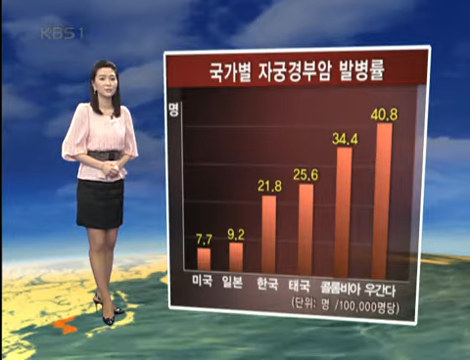 KBS1
국가별 자궁경부암 발병률
명
7.7 9.2 21.8 25.6 34.4 40.8
미국 일본 한국 태국 콜롬비아 우간다
(단위: 명 /100,000명당)